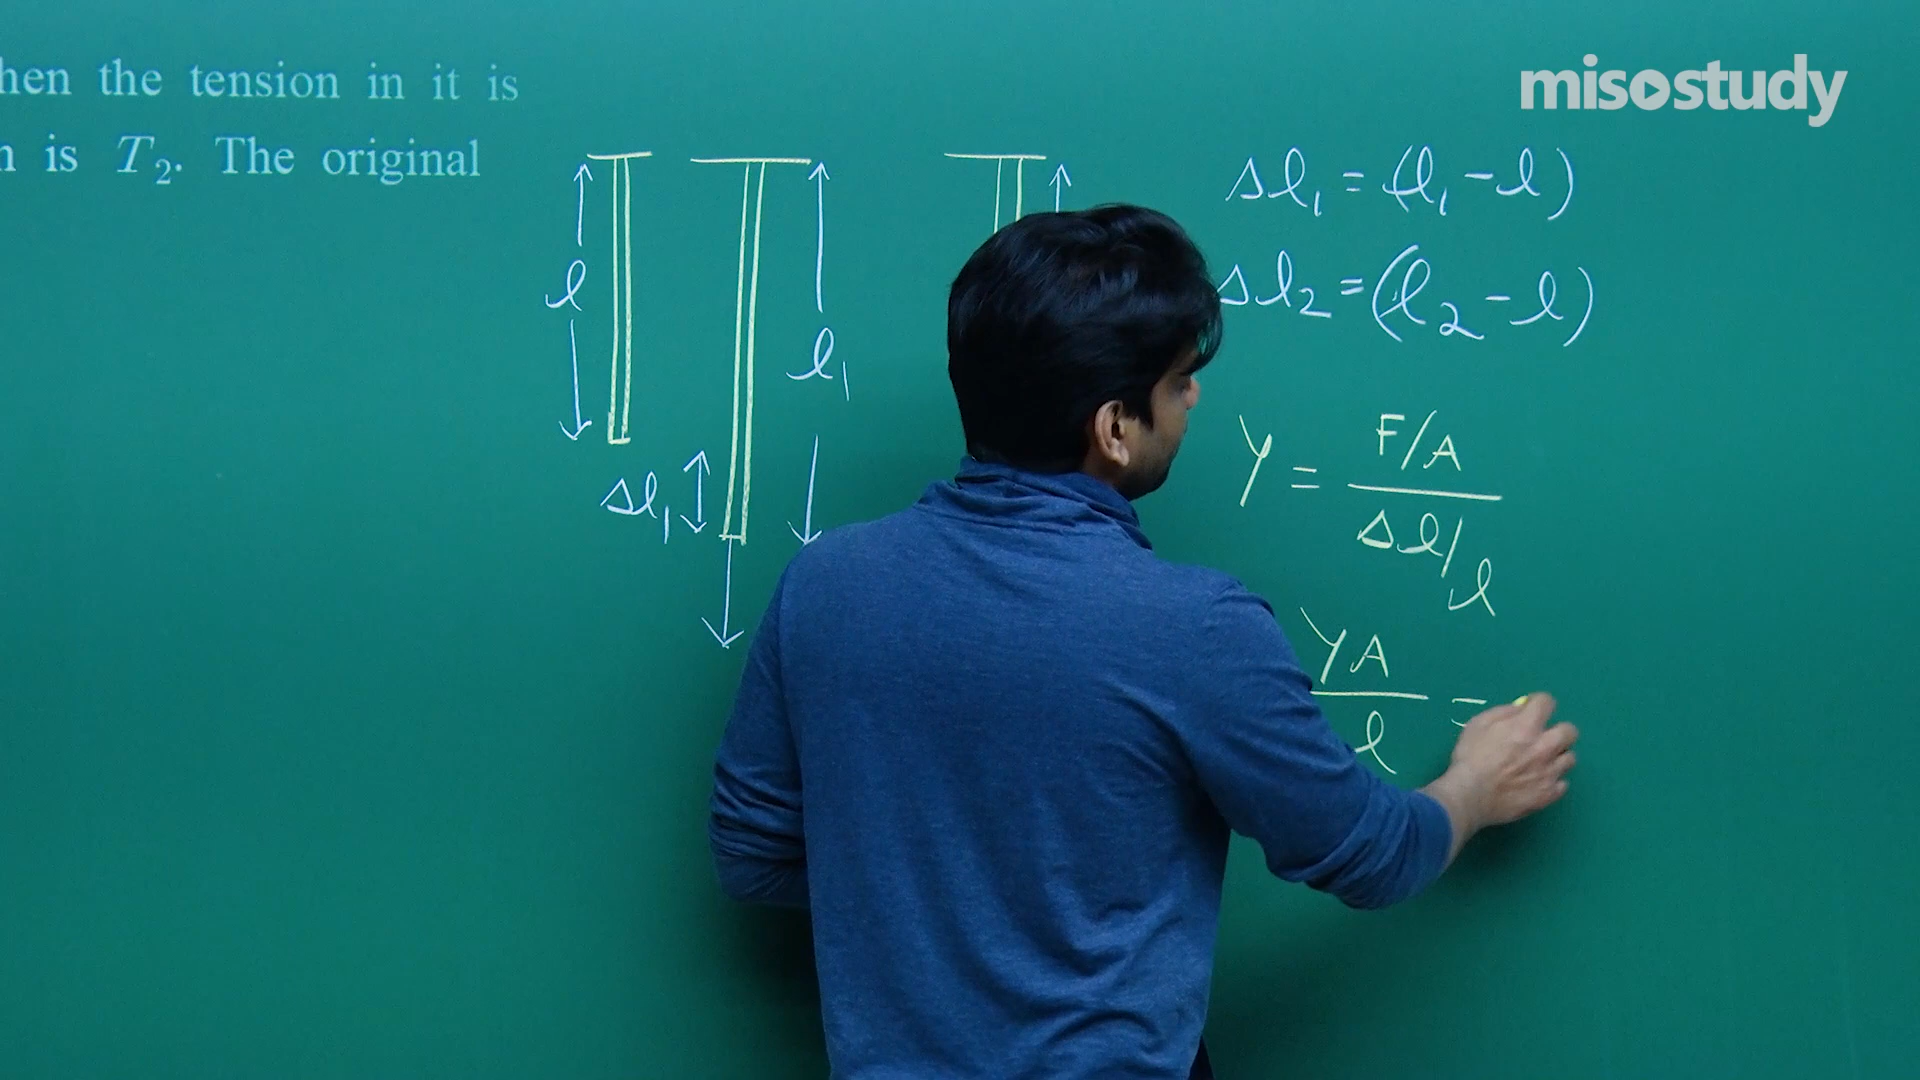 misostudy
hen the tension in it is
is T₂. The original
l
Δl₁
l₁
Δl₁ = (l₁ - l)
Δl₂ = (l₂ - l)
Y = F/A
Δl/l
YA
l
=